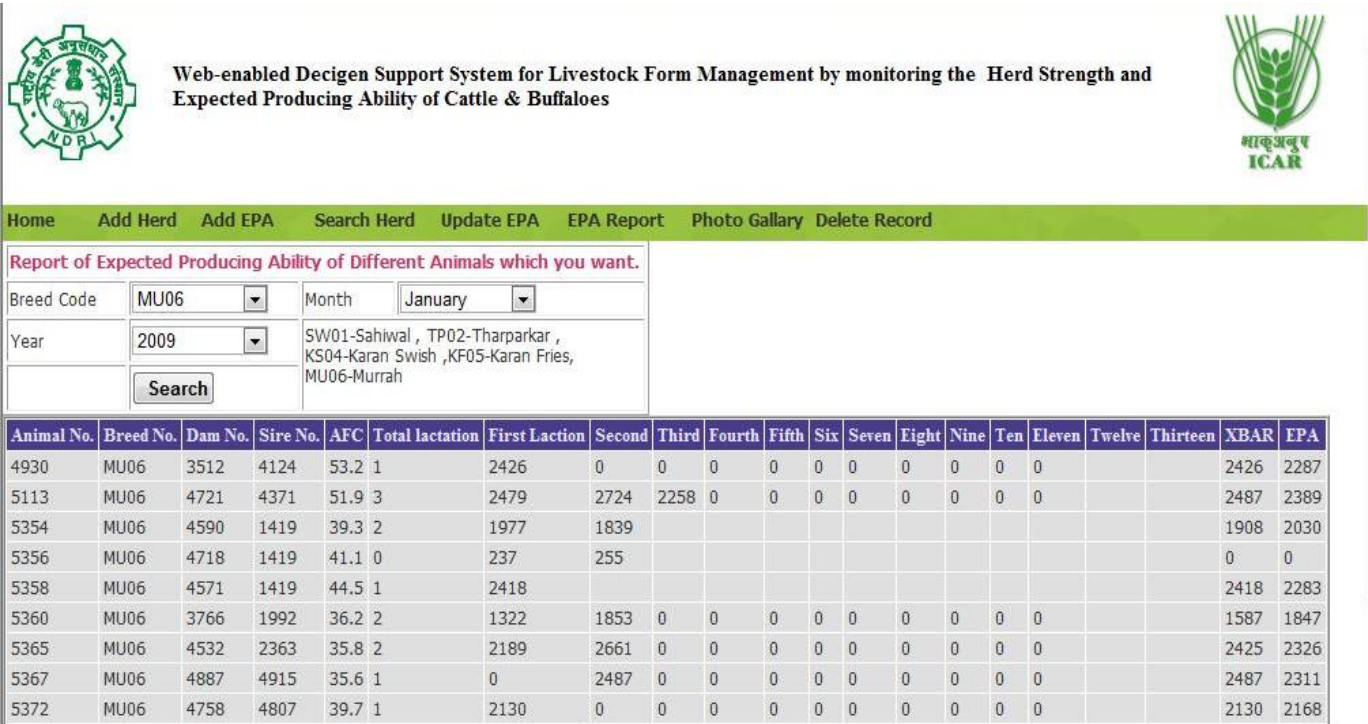 राष्ट्रीय डेरी अनुसंधान संस्थान
NDRI
Web-enabled Decigen Support System for Livestock Form Management by monitoring the Herd Strength and
Expected Producing Ability of Cattle & Buffaloes
भाकृअनुप
ICAR
Home Add Herd Add EPA Search Herd Update EPA EPA Report Photo Gallary Delete Record
Report of Expected Producing Ability of Different Animals which you want.
Breed Code MU06 Month January
Year 2009 SW01-Sahiwal , TP02-Tharparkar ,
KS04-Karan Swish ,KF05-Karan Fries,
MU06-Murrah
Search
Animal No. Breed No. Dam No. Sire No. AFC Total lactation First Laction Second Third Fourth Fifth Six Seven Eight Nine Ten Eleven Twelve Thirteen XBAR EPA
4930 MU06 3512 4124 53.2 1 2426 0 0 0 0 0 0 0 0 0 0 2426 2287
5113 MU06 4721 4371 51.9 3 2479 2724 2258 0 0 0 0 0 0 0 0 2487 2389
5354 MU06 4590 1419 39.3 2 1977 1839 1908 2030
5356 MU06 4718 1419 41.1 0 237 255 0 0
5358 MU06 4571 1419 44.5 1 2418 2418 2283
5360 MU06 3766 1992 36.2 2 1322 1853 0 0 0 0 0 0 0 0 0 1587 1847
5365 MU06 4532 2363 35.8 2 2189 2661 0 0 0 0 0 0 0 0 0 2425 2326
5367 MU06 4887 4915 35.6 1 0 2487 0 0 0 0 0 0 0 0 0 2487 2311
5372 MU06 4758 4807 39.7 1 2130 0 0 0 0 0 0 0 0 0 0 2130 2168